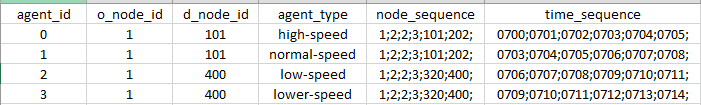 agent_id o_node_id d_node_id agent_type node_sequence time_sequence
0 1 101 high-speed 1;2;2;3;101;202; 0700;0701;0702;0703;0704;0705;
1 1 101 normal-speed 1;2;2;3;101;202; 0703;0704;0705;0706;0707;0708;
2 1 400 low-speed 1;2;2;3;320;400; 0706;0707;0708;0709;0710;0711;
3 1 400 lower-speed 1;2;2;3;320;400; 0709;0710;0711;0712;0713;0714;